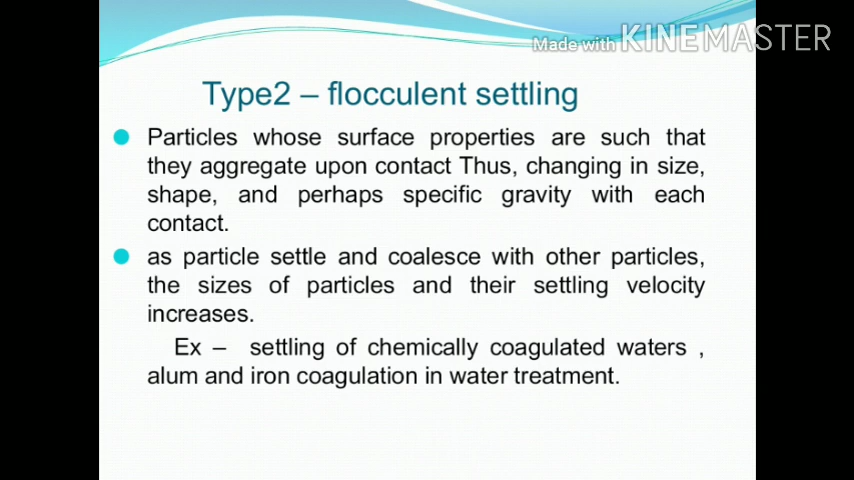 Made with KINEMASTER
Type2 – flocculent settling
Particles whose surface properties are such that
they aggregate upon contact Thus, changing in size,
shape, and perhaps specific gravity with each
contact.
as particle settle and coalesce with other particles,
the sizes of particles and their settling velocity
increases.
Ex – settling of chemically coagulated waters ,
alum and iron coagulation in water treatment.